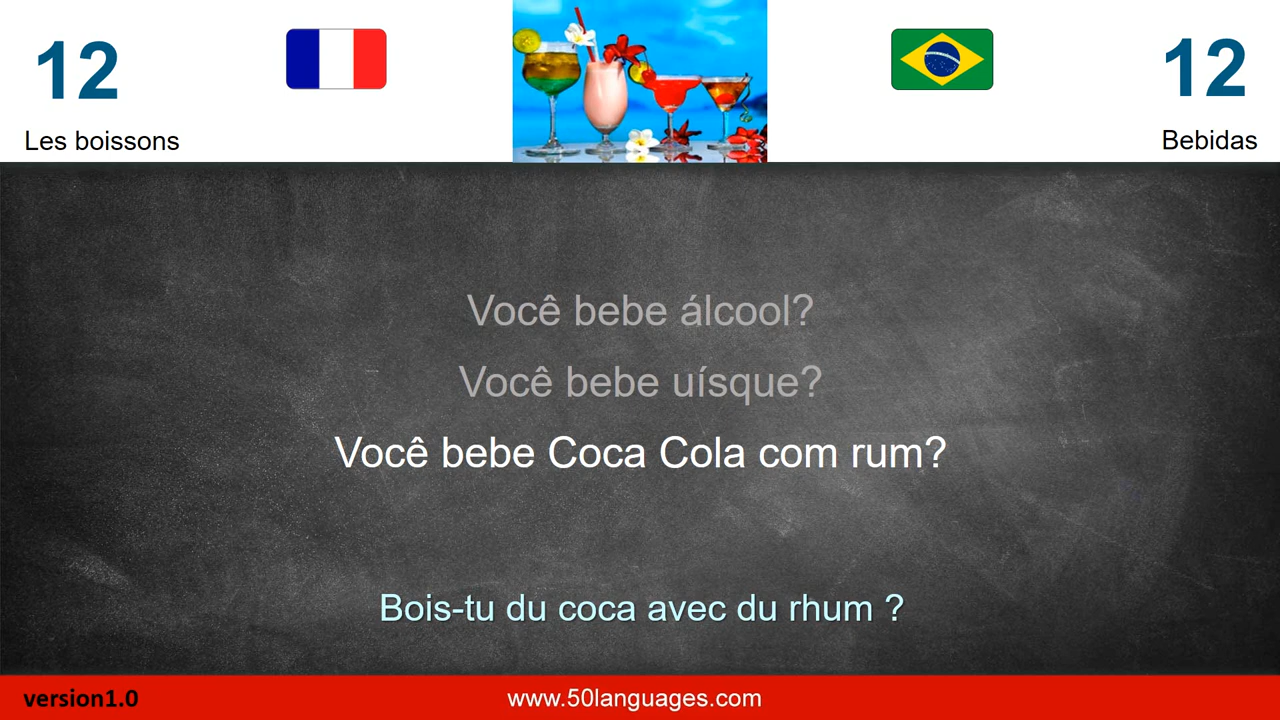 12
12
Les boissons
Bebidas
Você bebe álcool?
Você bebe uísque?
Você bebe Coca Cola com rum?
Bois-tu du coca avec du rhum ?
version1.0
www.50languages.com